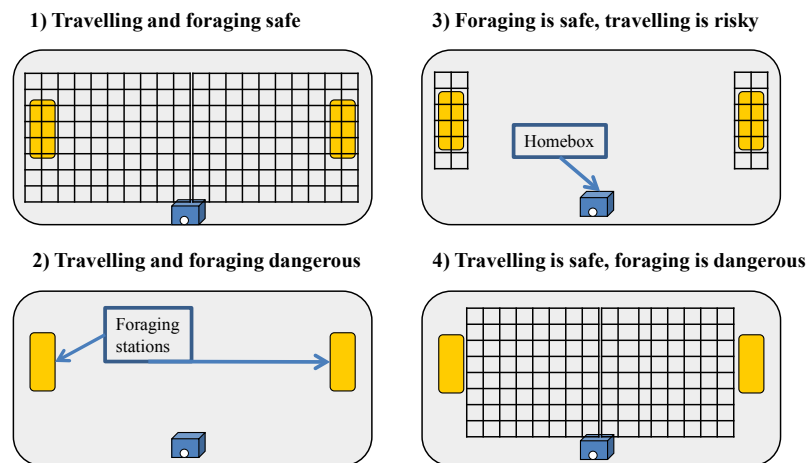 1) Travelling and foraging safe
3) Foraging is safe, travelling is risky
Homebox
2) Travelling and foraging dangerous
4) Travelling is safe, foraging is dangerous
Foraging
stations